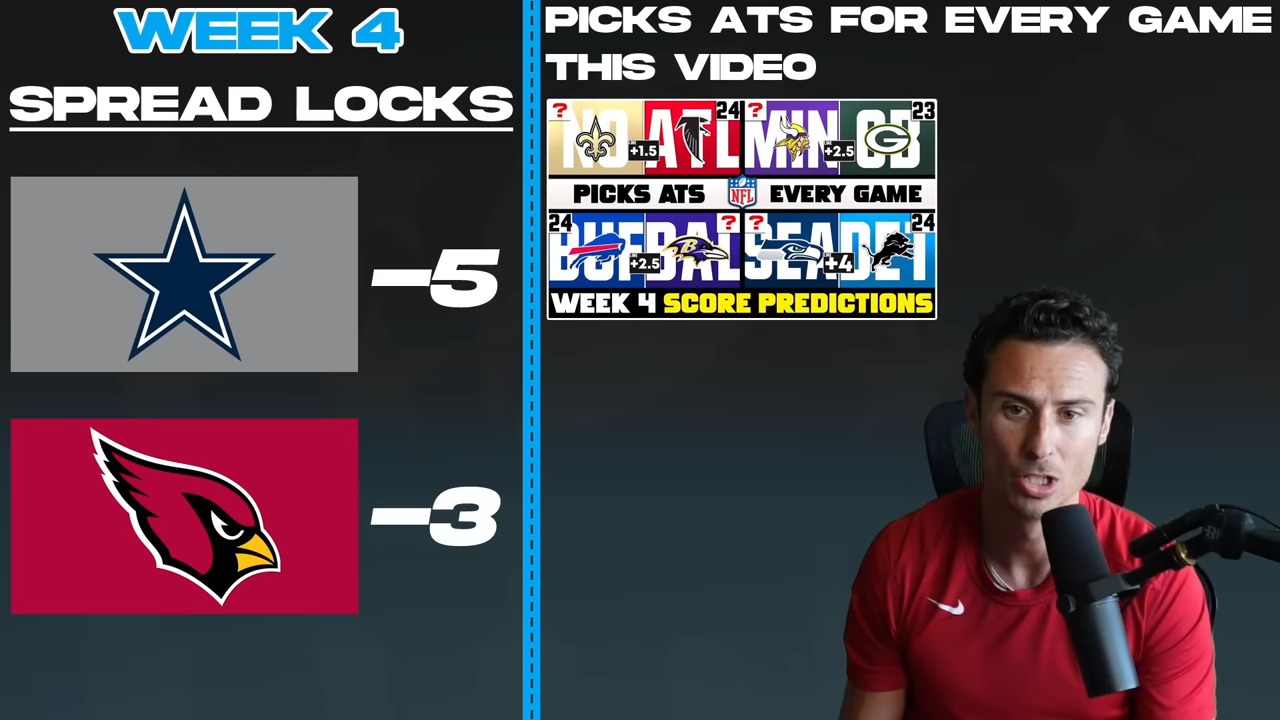 WEEK 4
SPREAD LOCKS
-5
-3
PICKS ATS FOR EVERY GAME
THIS VIDEO
? NO +1.5 ATL 24
? MIN +2.5 GB 23
PICKS ATS NFL EVERY GAME
24 BUF +2.5 BAL ?
? SEA +4 DET 24
WEEK 4 SCORE PREDICTIONS